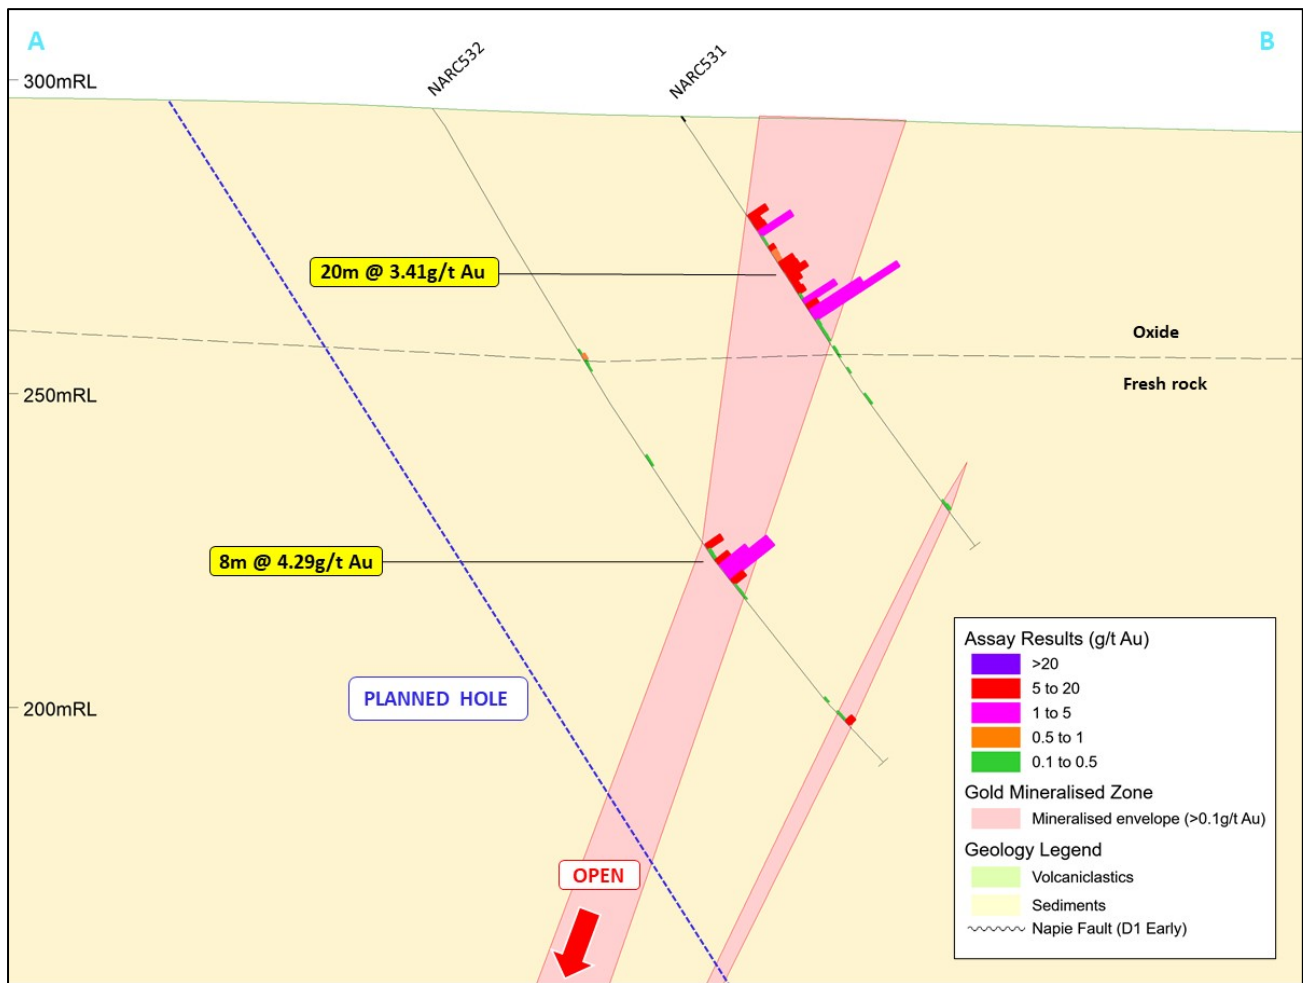 A
B
300mRL
NARC532
NARC531
20m @ 3.41g/t Au
Oxide
250mRL
Fresh rock
8m @ 4.29g/t Au
PLANNED HOLE
200mRL
OPEN
Assay Results (g/t Au)
>20
5 to 20
1 to 5
0.5 to 1
0.1 to 0.5
Gold Mineralised Zone
Mineralised envelope (>0.1g/t Au)
Geology Legend
Volcaniclastics
Sediments
Napie Fault (D1 Early)